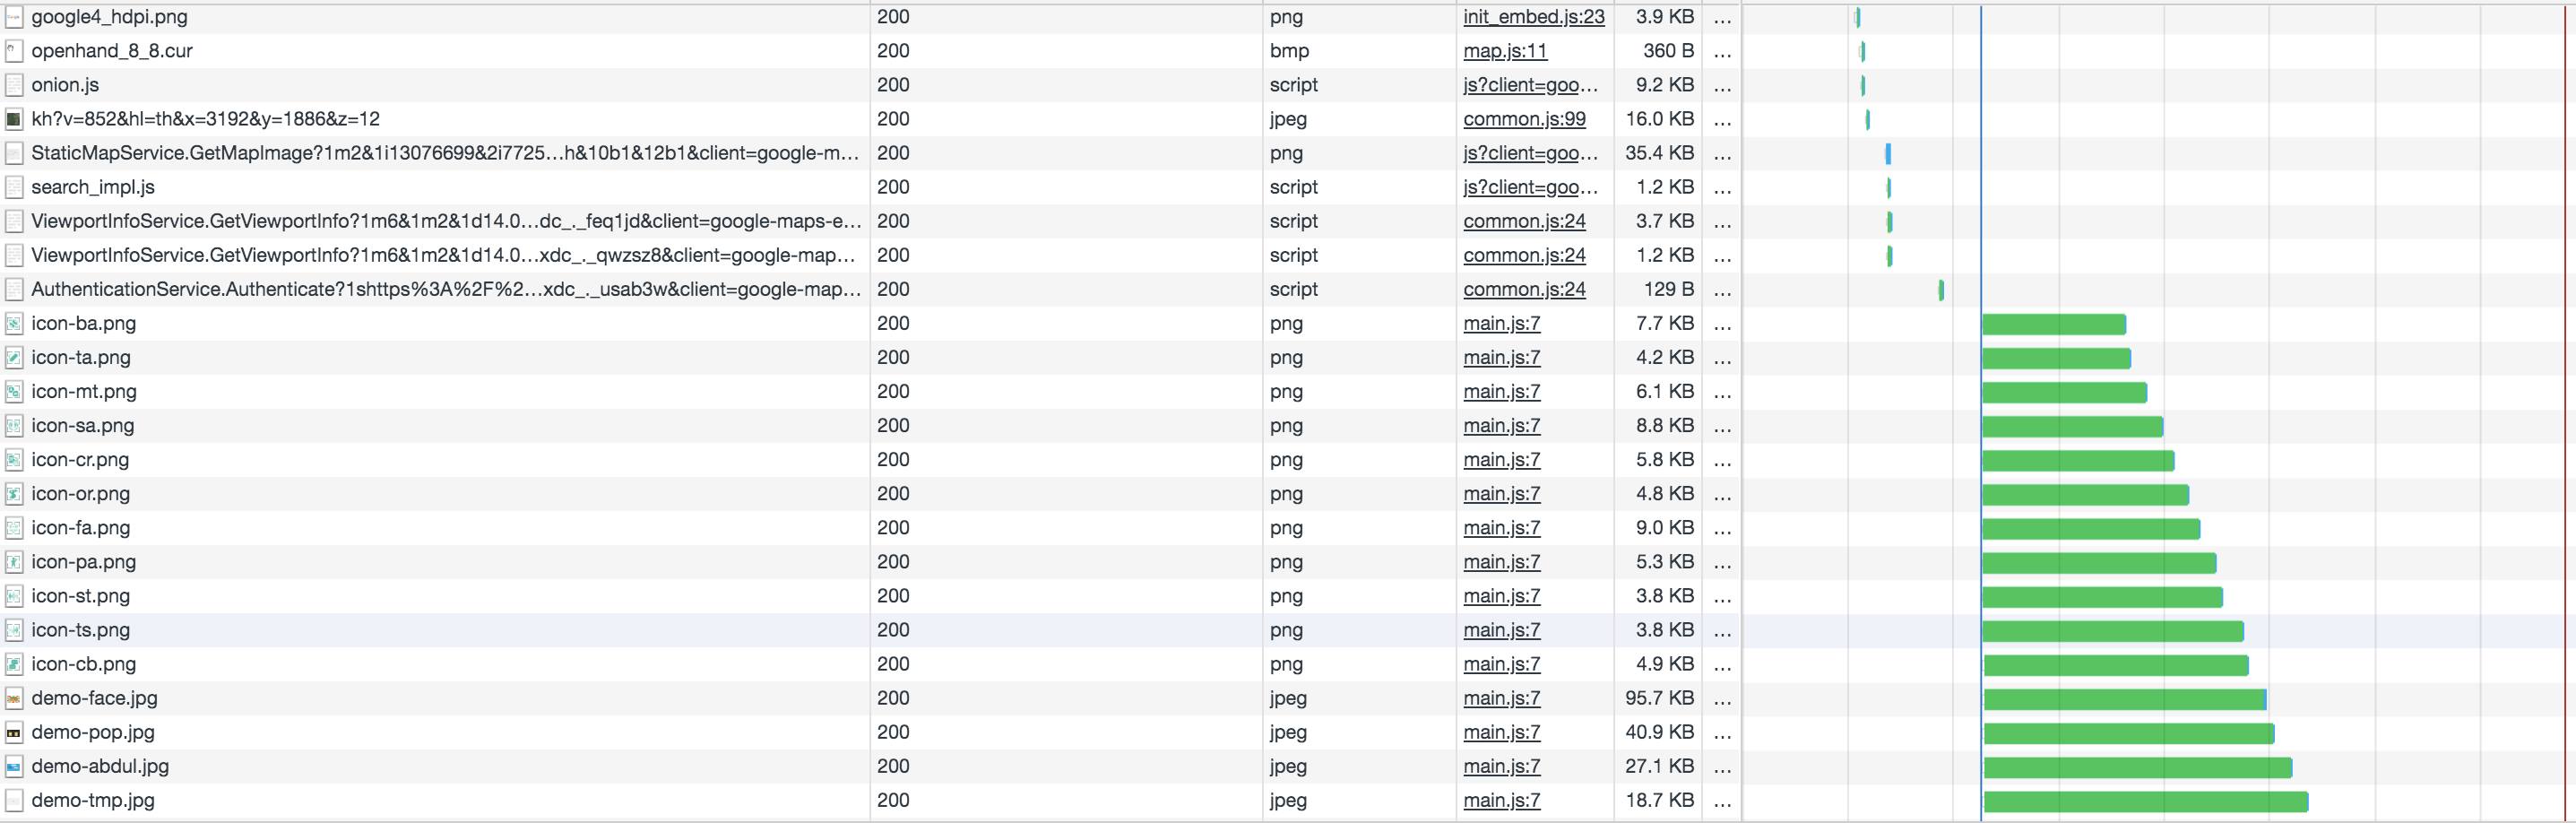 google4_hdpi.png 200 png init_embed.js:23 3.9 KB ...
openhand_8_8.cur 200 bmp map.js:11 360 B ...
onion.js 200 script js?client=goo... 9.2 KB ...
kh?v=852&hl=th&x=3192&y=1886&z=12 200 jpeg common.js:99 16.0 KB ...
StaticMapService.GetMapImage?1m2&1i13076699&2i7725...h&10b1&12b1&client=google-m... 200 png js?client=goo... 35.4 KB ...
search_impl.js 200 script js?client=goo... 1.2 KB ...
ViewportInfoService.GetViewportInfo?1m6&1m2&1d14.0...dc_._feq1jd&client=google-maps-e... 200 script common.js:24 3.7 KB ...
ViewportInfoService.GetViewportInfo?1m6&1m2&1d14.0...xdc_._qwzsz8&client=google-map... 200 script common.js:24 1.2 KB ...
AuthenticationService.Authenticate?1shttps%3A%2F%2...xdc_._usab3w&client=google-map... 200 script common.js:24 129 B ...
icon-ba.png 200 png main.js:7 7.7 KB ...
icon-ta.png 200 png main.js:7 4.2 KB ...
icon-mt.png 200 png main.js:7 6.1 KB ...
icon-sa.png 200 png main.js:7 8.8 KB ...
icon-cr.png 200 png main.js:7 5.8 KB ...
icon-or.png 200 png main.js:7 4.8 KB ...
icon-fa.png 200 png main.js:7 9.0 KB ...
icon-pa.png 200 png main.js:7 5.3 KB ...
icon-st.png 200 png main.js:7 3.8 KB ...
icon-ts.png 200 png main.js:7 3.8 KB ...
icon-cb.png 200 png main.js:7 4.9 KB ...
demo-face.jpg 200 jpeg main.js:7 95.7 KB ...
demo-pop.jpg 200 jpeg main.js:7 40.9 KB ...
demo-abdul.jpg 200 jpeg main.js:7 27.1 KB ...
demo-tmp.jpg 200 jpeg main.js:7 18.7 KB ...